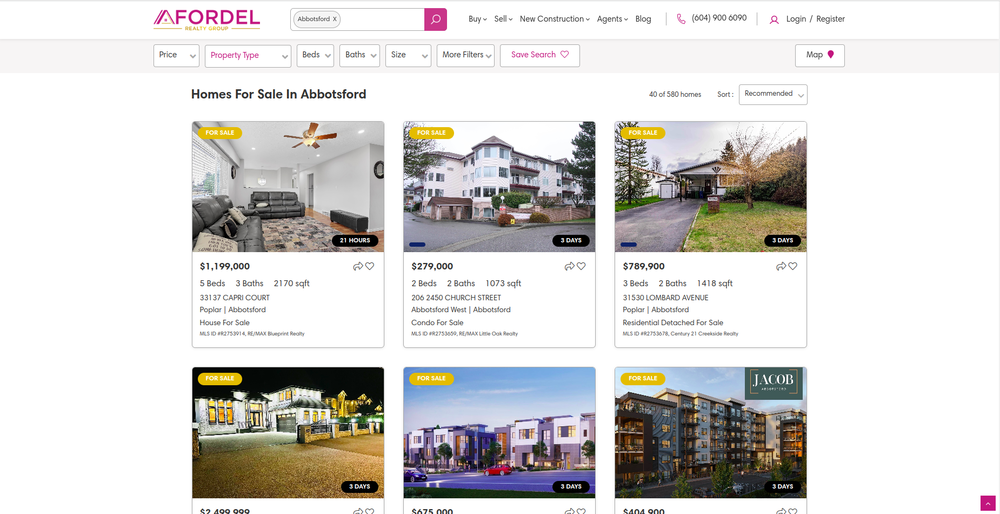 AFORDEL
REALTY GROUP
Abbotsford X
Buy Sell New Construction Agents Blog
(604) 900 6090
Login / Register
Price Property Type Beds Baths Size More Filters Save Search
Map
Homes For Sale In Abbotsford
40 of 580 homes Sort : Recommended
FOR SALE
21 HOURS
$1,199,000
5 Beds 3 Baths 2170 sqft
33137 CAPRI COURT
Poplar | Abbotsford
House For Sale
MLS ID #R2753914, RE/MAX Blueprint Realty
FOR SALE
3 DAYS
$279,000
2 Beds 2 Baths 1073 sqft
206 2450 CHURCH STREET
Abbotsford West | Abbotsford
Condo For Sale
MLS ID #R2753659, RE/MAX Little Oak Realty
FOR SALE
3 DAYS
$789,900
3 Beds 2 Baths 1418 sqft
31530 LOMBARD AVENUE
Poplar | Abbotsford
Residential Detached For Sale
MLS ID #R2753678, Century 21 Creekside Realty
FOR SALE
3 DAYS
$2,499,999
FOR SALE
3 DAYS
$675,000
FOR SALE
JACOB
3 DAYS
$404,900